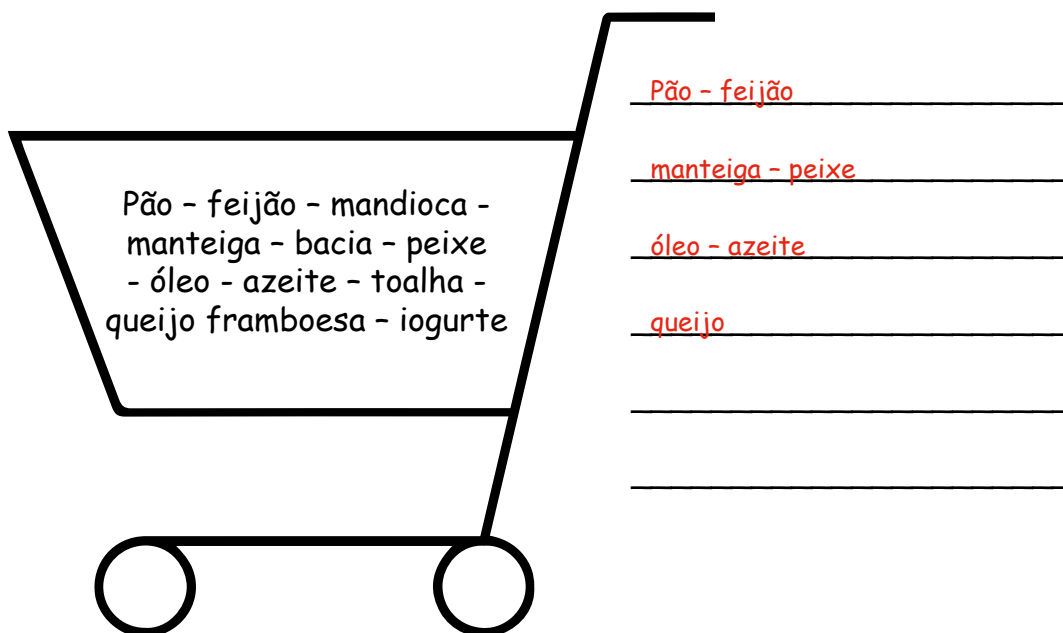 Pão – feijão – mandioca -
manteiga – bacia – peixe
- óleo - azeite – toalha -
queijo framboesa – iogurte
Pão – feijão
manteiga – peixe
óleo – azeite
queijo